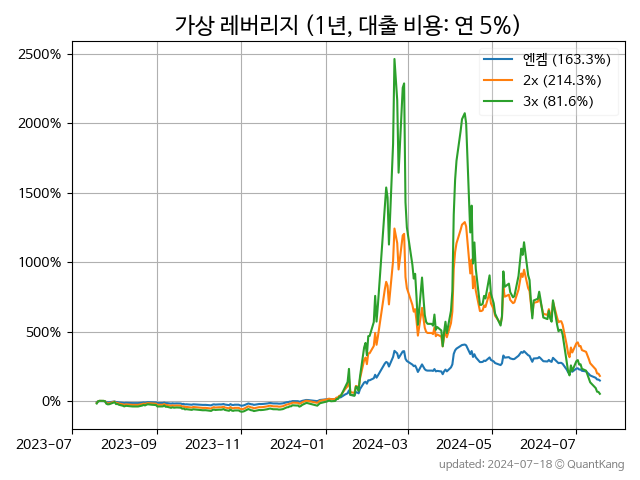 가상 레버리지 (1년, 대출 비용: 연 5%)
엔켐 (163.3%)
2x (214.3%)
3x (81.6%)
2500%
2000%
1500%
1000%
500%
0%
2023-07
2023-09
2023-11
2024-01
2024-03
2024-05
2024-07
updated: 2024-07-18 © QuantKang